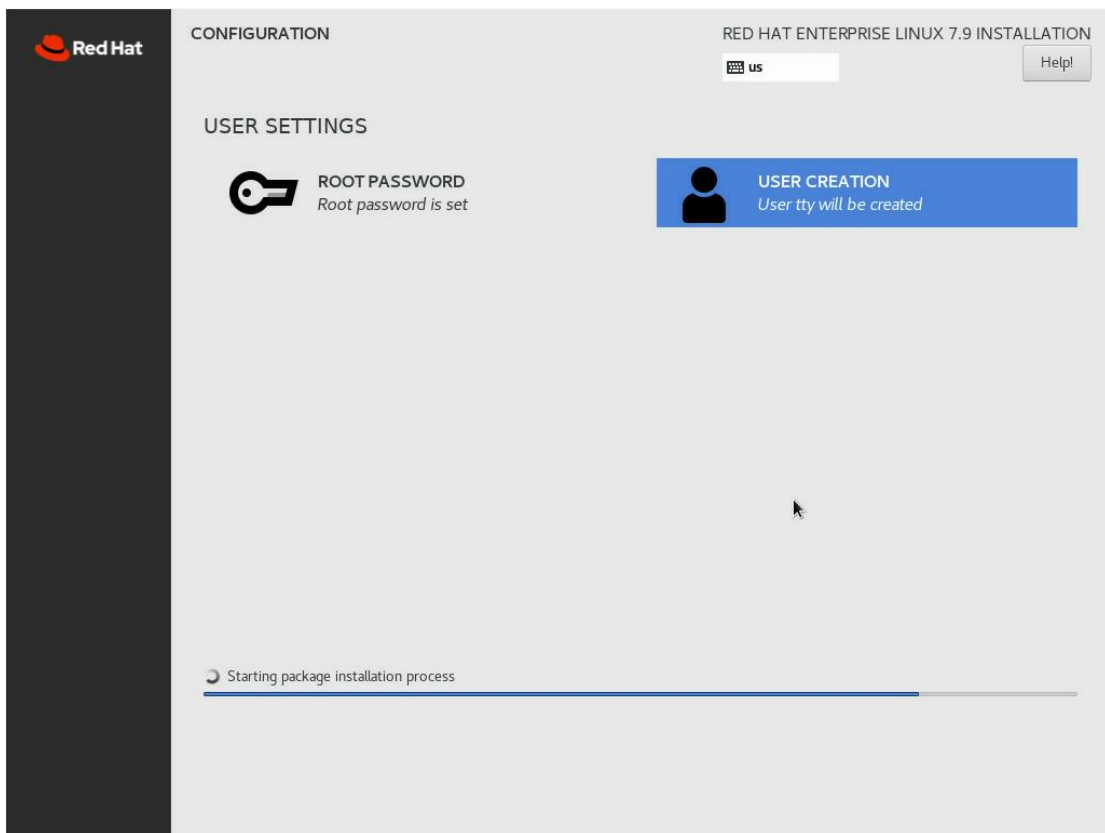 Red Hat
CONFIGURATION
RED HAT ENTERPRISE LINUX 7.9 INSTALLATION
us
Help!
USER SETTINGS
ROOT PASSWORD
Root password is set
USER CREATION
User tty will be created
Starting package installation process